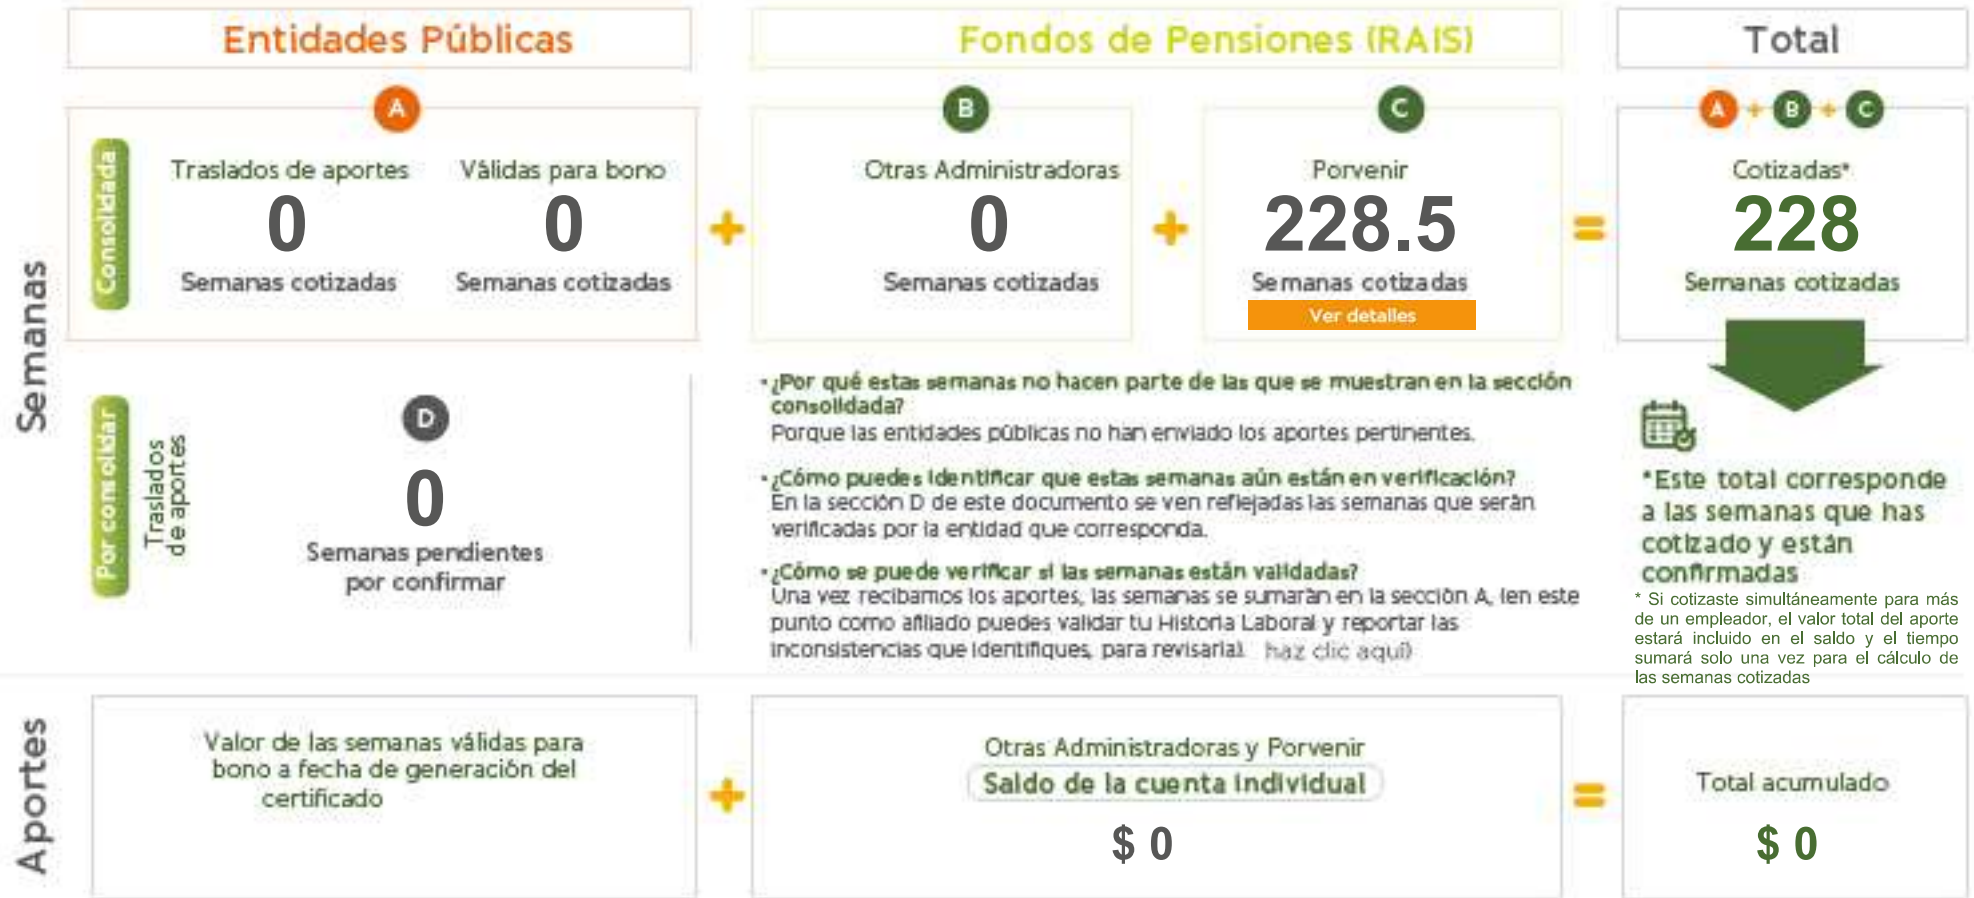 Entidades Públicas
Fondos de Pensiones (RAIS)
Total
Semanas
Consolidada
A
Traslados de aportes
0
Semanas cotizadas
Válidas para bono
0
Semanas cotizadas
+
B
Otras Administradoras
0
Semanas cotizadas
+
C
Porvenir
228.5
Semanas cotizadas
Ver detalles
=
A + B + C
Cotizadas*
228
Semanas cotizadas
Por consolidar
Traslados
de aportes
D
0
Semanas pendientes
por confirmar
• ¿Por qué estas semanas no hacen parte de las que se muestran en la sección
consolidada?
Porque las entidades públicas no han enviado los aportes pertinentes.
• ¿Cómo puedes identificar que estas semanas aún están en verificación?
En la sección D de este documento se ven reflejadas las semanas que serán
verificadas por la entidad que corresponda.
• ¿Cómo se puede verificar si las semanas están validadas?
Una vez recibamos los aportes, las semanas se sumarán en la sección A, (en este
punto como afiliado puedes validar tu Historia Laboral y reportar las
inconsistencias que identifiques, para revisarla). haz clic aquí)
*Este total corresponde
a las semanas que has
cotizado y están
confirmadas
* Si cotizaste simultáneamente para más
de un empleador, el valor total del aporte
estará incluido en el saldo y el tiempo
sumará solo una vez para el cálculo de
las semanas cotizadas
Aportes
Valor de las semanas válidas para
bono a fecha de generación del
certificado
+
Otras Administradoras y Porvenir
Saldo de la cuenta individual
$ 0
=
Total acumulado
$ 0